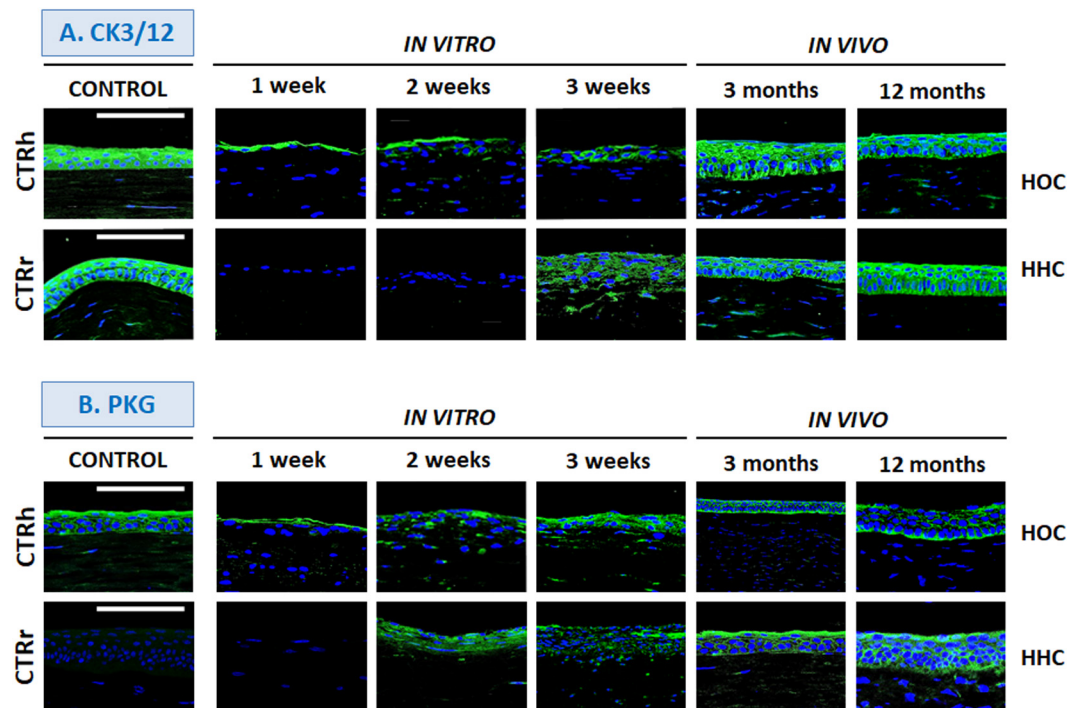 A. CK3/12
IN VITRO
IN VIVO
CONTROL
1 week
2 weeks
3 weeks
3 months
12 months
CTRh
HOC
CTRr
HHC
B. PKG
IN VITRO
IN VIVO
CONTROL
1 week
2 weeks
3 weeks
3 months
12 months
CTRh
HOC
CTRr
HHC